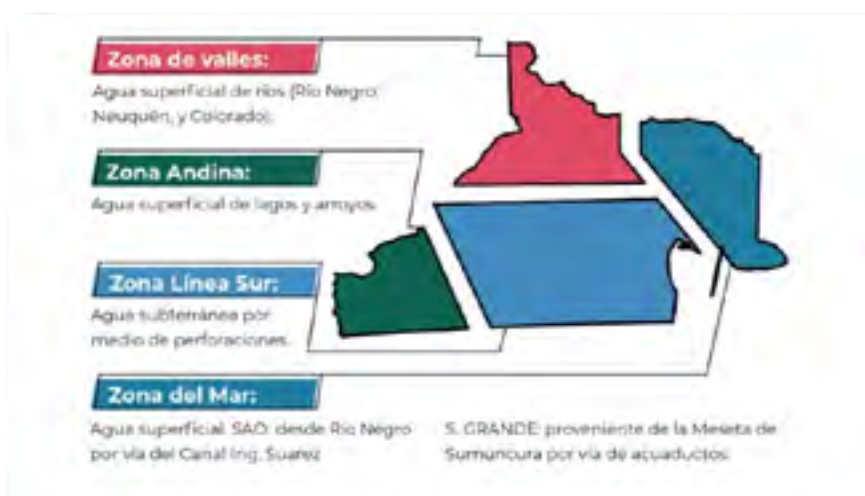 Zona de valles:
Agua superficial de ríos (Río Negro,
Neuquén, y Colorado).
Zona Andina:
Agua superficial de lagos y arroyos
Zona Línea Sur:
Agua subterránea por
medio de perforaciones.
Zona del Mar:
Agua superficial: SAO: desde Río Negro
por vía del Canal Ing. Suarez
S. GRANDE: proveniente de la Meseta de
Sumuncura por vía de acuaductos.